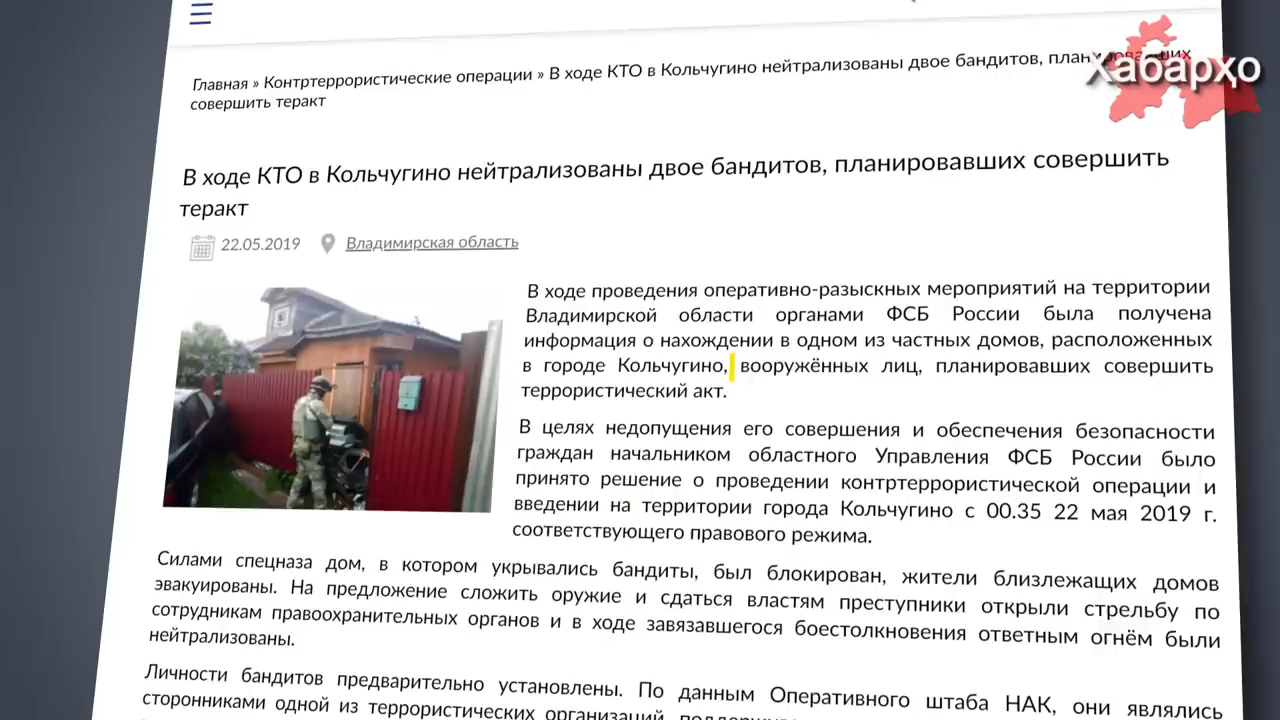 Главная » Контртеррористические операции » В ходе КТО в Кольчугино нейтрализованы двое бандитов, планировавших
совершить теракт
Хабарҳо
В ходе КТО в Кольчугино нейтрализованы двое бандитов, планировавших совершить
теракт
22.05.2019 Владимирская область
В ходе проведения оперативно-разыскных мероприятий на территории
Владимирской области органами ФСБ России была получена
информация о нахождении в одном из частных домов, расположенных
в городе Кольчугино, вооружённых лиц, планировавших совершить
террористический акт.
В целях недопущения его совершения и обеспечения безопасности
граждан начальником областного Управления ФСБ России было
принято решение о проведении контртеррористической операции и
введении на территории города Кольчугино с 00.35 22 мая 2019 г.
соответствующего правового режима.
Силами спецназа дом, в котором укрывались бандиты, был блокирован, жители близлежащих домов
эвакуированы. На предложение сложить оружие и сдаться властям преступники открыли стрельбу по
сотрудникам правоохранительных органов и в ходе завязавшегося боестолкновения ответным огнём были
нейтрализованы.
Личности бандитов предварительно установлены. По данным Оперативного штаба НАК, они являлись
сторонниками одной из террористических организаций,